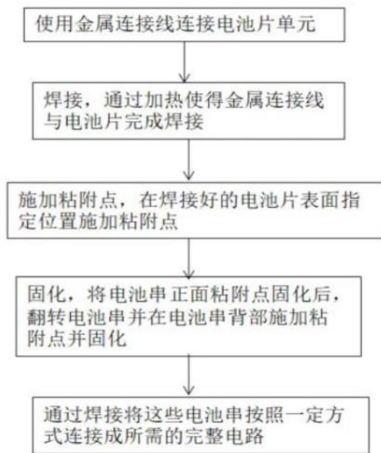 使用金属连接线连接电池片单元
焊接，通过加热使得金属连接线
与电池片完成焊接
施加粘附点，在焊接好的电池片表面指
定位置施加粘附点
固化，将电池串正面粘附点固化后，
翻转电池串并在电池串背部施加粘
附点并固化
通过焊接将这些电池串按照一定方
式连接成所需的完整电路